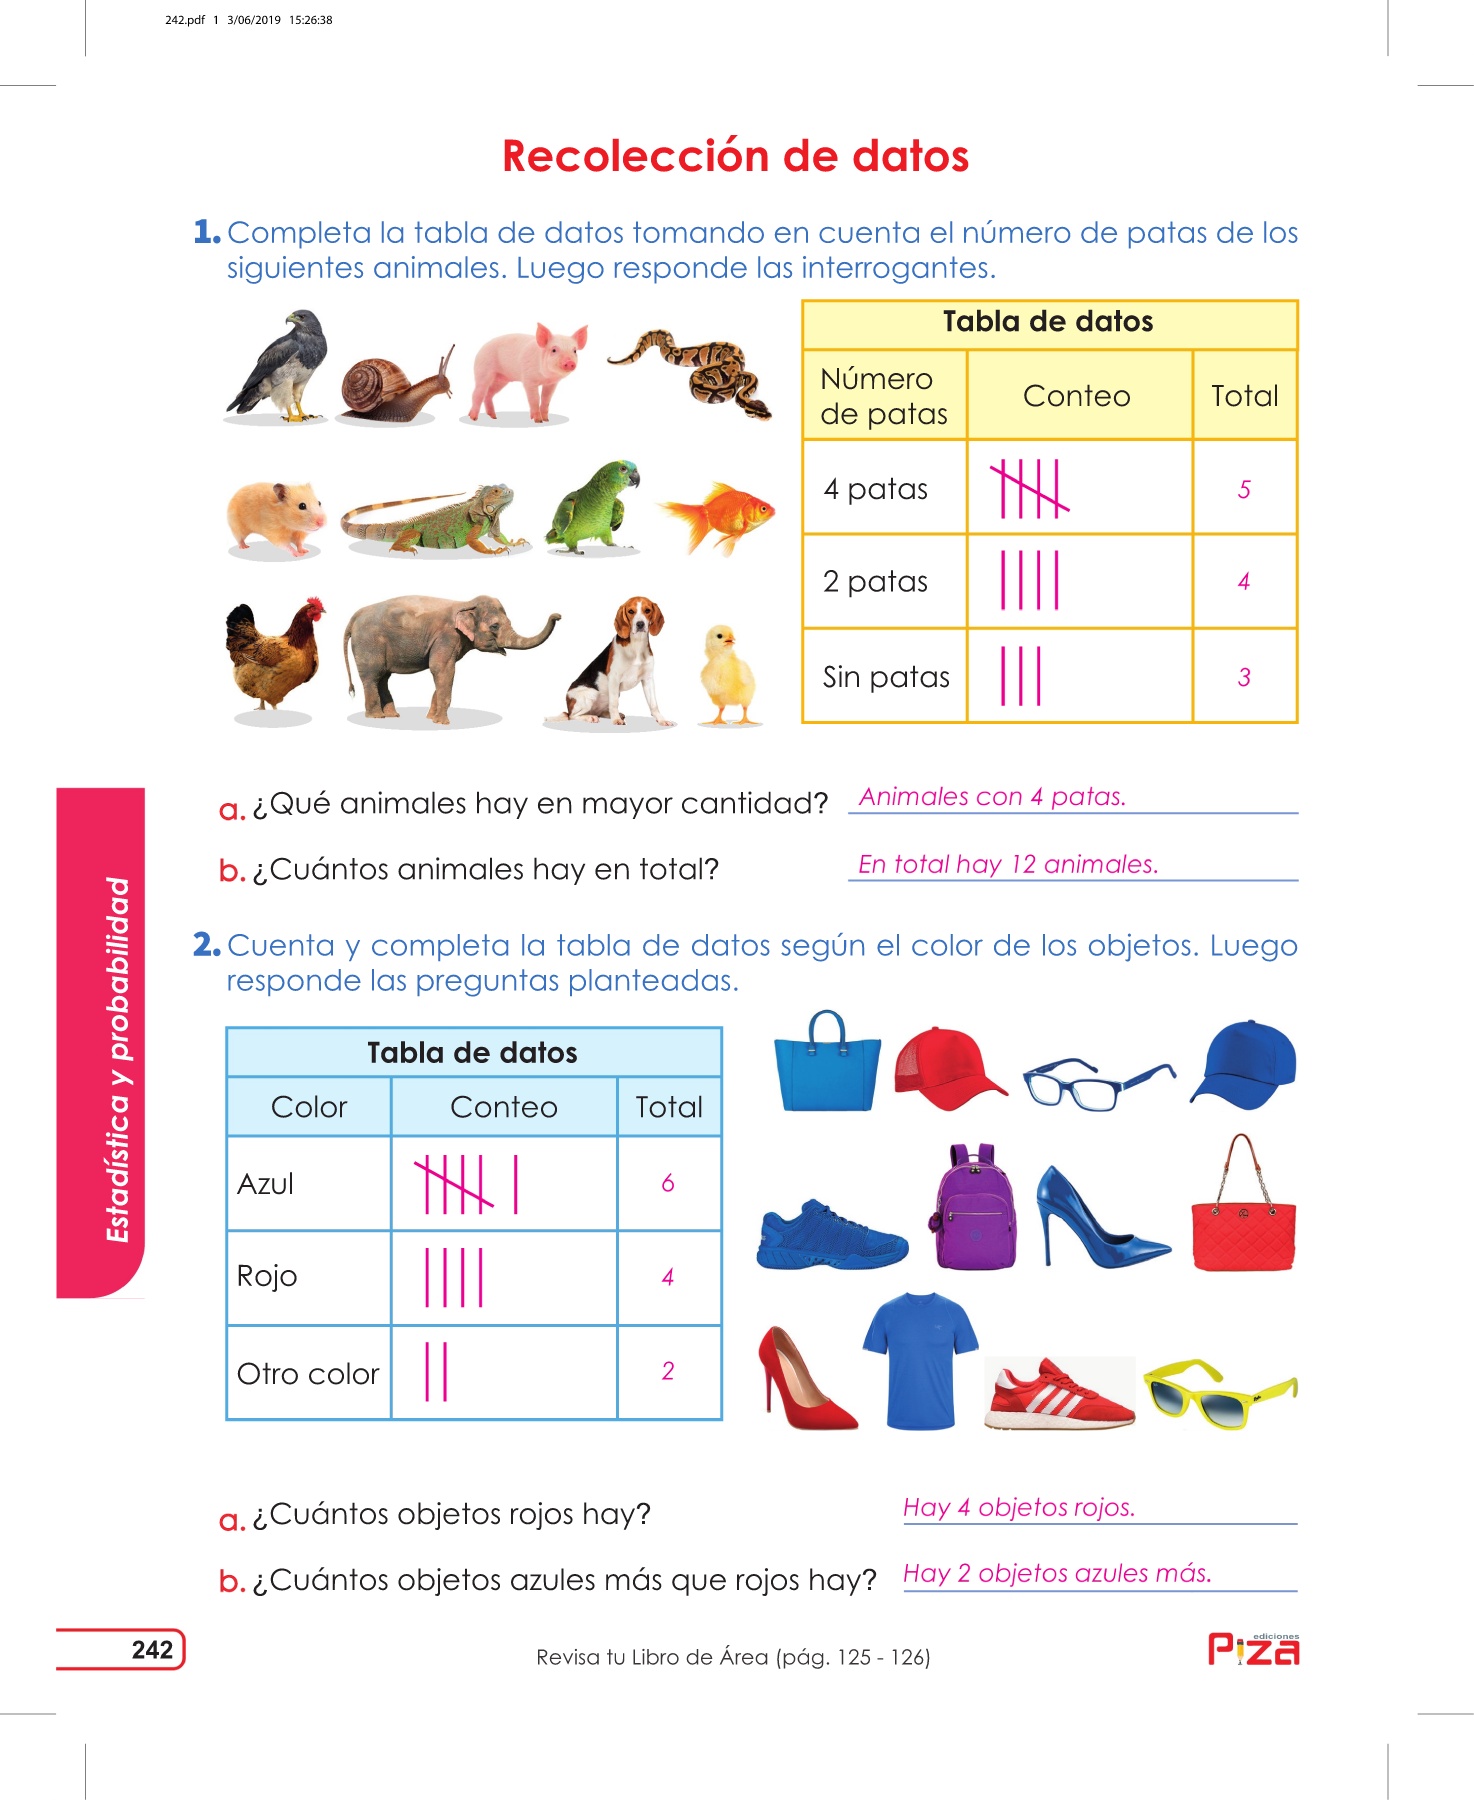 242.pdf 1 3/06/2019 15:26:38
Recolección de datos
1. Completa la tabla de datos tomando en cuenta el número de patas de los
siguientes animales. Luego responde las interrogantes.
Tabla de datos
Número de patas Conteo Total
4 patas 5
2 patas 4
Sin patas 3
a. ¿Qué animales hay en mayor cantidad? Animales con 4 patas.
b. ¿Cuántos animales hay en total? En total hay 12 animales.
2. Cuenta y completa la tabla de datos según el color de los objetos. Luego
responde las preguntas planteadas.
Tabla de datos
Color Conteo Total
Azul 6
Rojo 4
Otro color 2
a. ¿Cuántos objetos rojos hay? Hay 4 objetos rojos.
b. ¿Cuántos objetos azules más que rojos hay? Hay 2 objetos azules más.
Estadística y probabilidad
242
Revisa tu Libro de Área (pág. 125 - 126)
ediciones
Piza